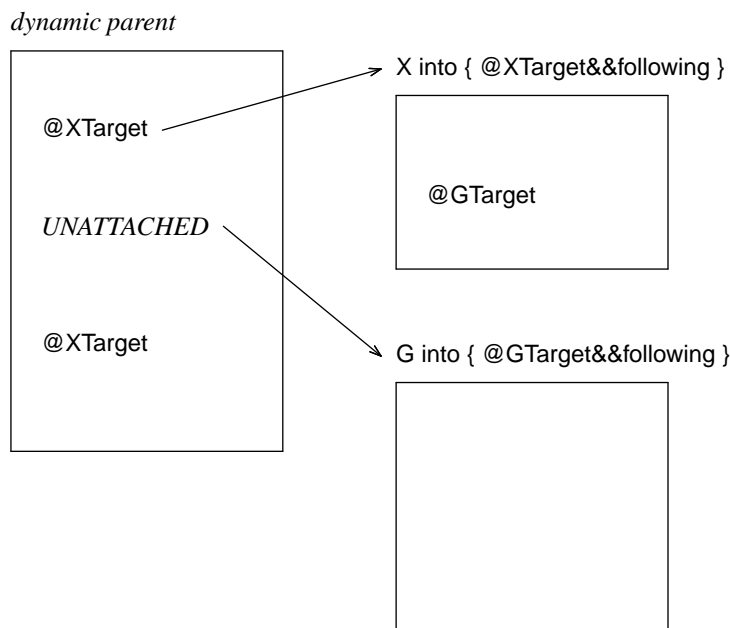 dynamic parent
X into { @XTarget&&following }
@XTarget
@GTarget
UNATTACHED
@XTarget
G into { @GTarget&&following }